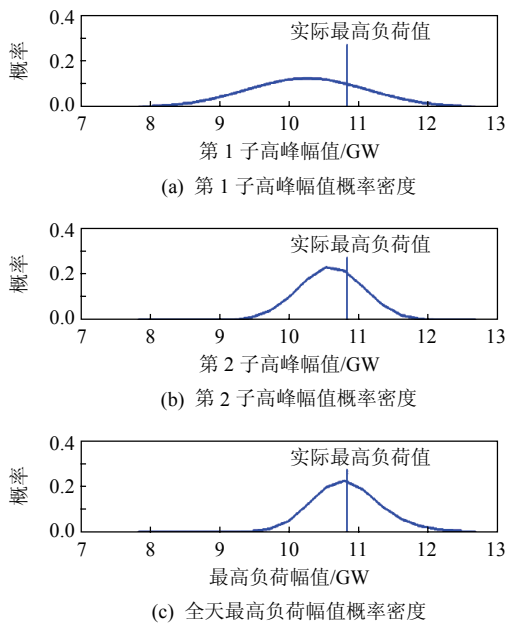 0.4
实际最高负荷值
概率
0.2
0.0
7 8 9 10 11 12 13
第 1 子高峰幅值/GW
(a) 第 1 子高峰幅值概率密度
0.4
实际最高负荷值
概率
0.2
0.0
7 8 9 10 11 12 13
第 2 子高峰幅值/GW
(b) 第 2 子高峰幅值概率密度
0.4
实际最高负荷值
概率
0.2
0.0
7 8 9 10 11 12 13
最高负荷幅值/GW
(c) 全天最高负荷幅值概率密度